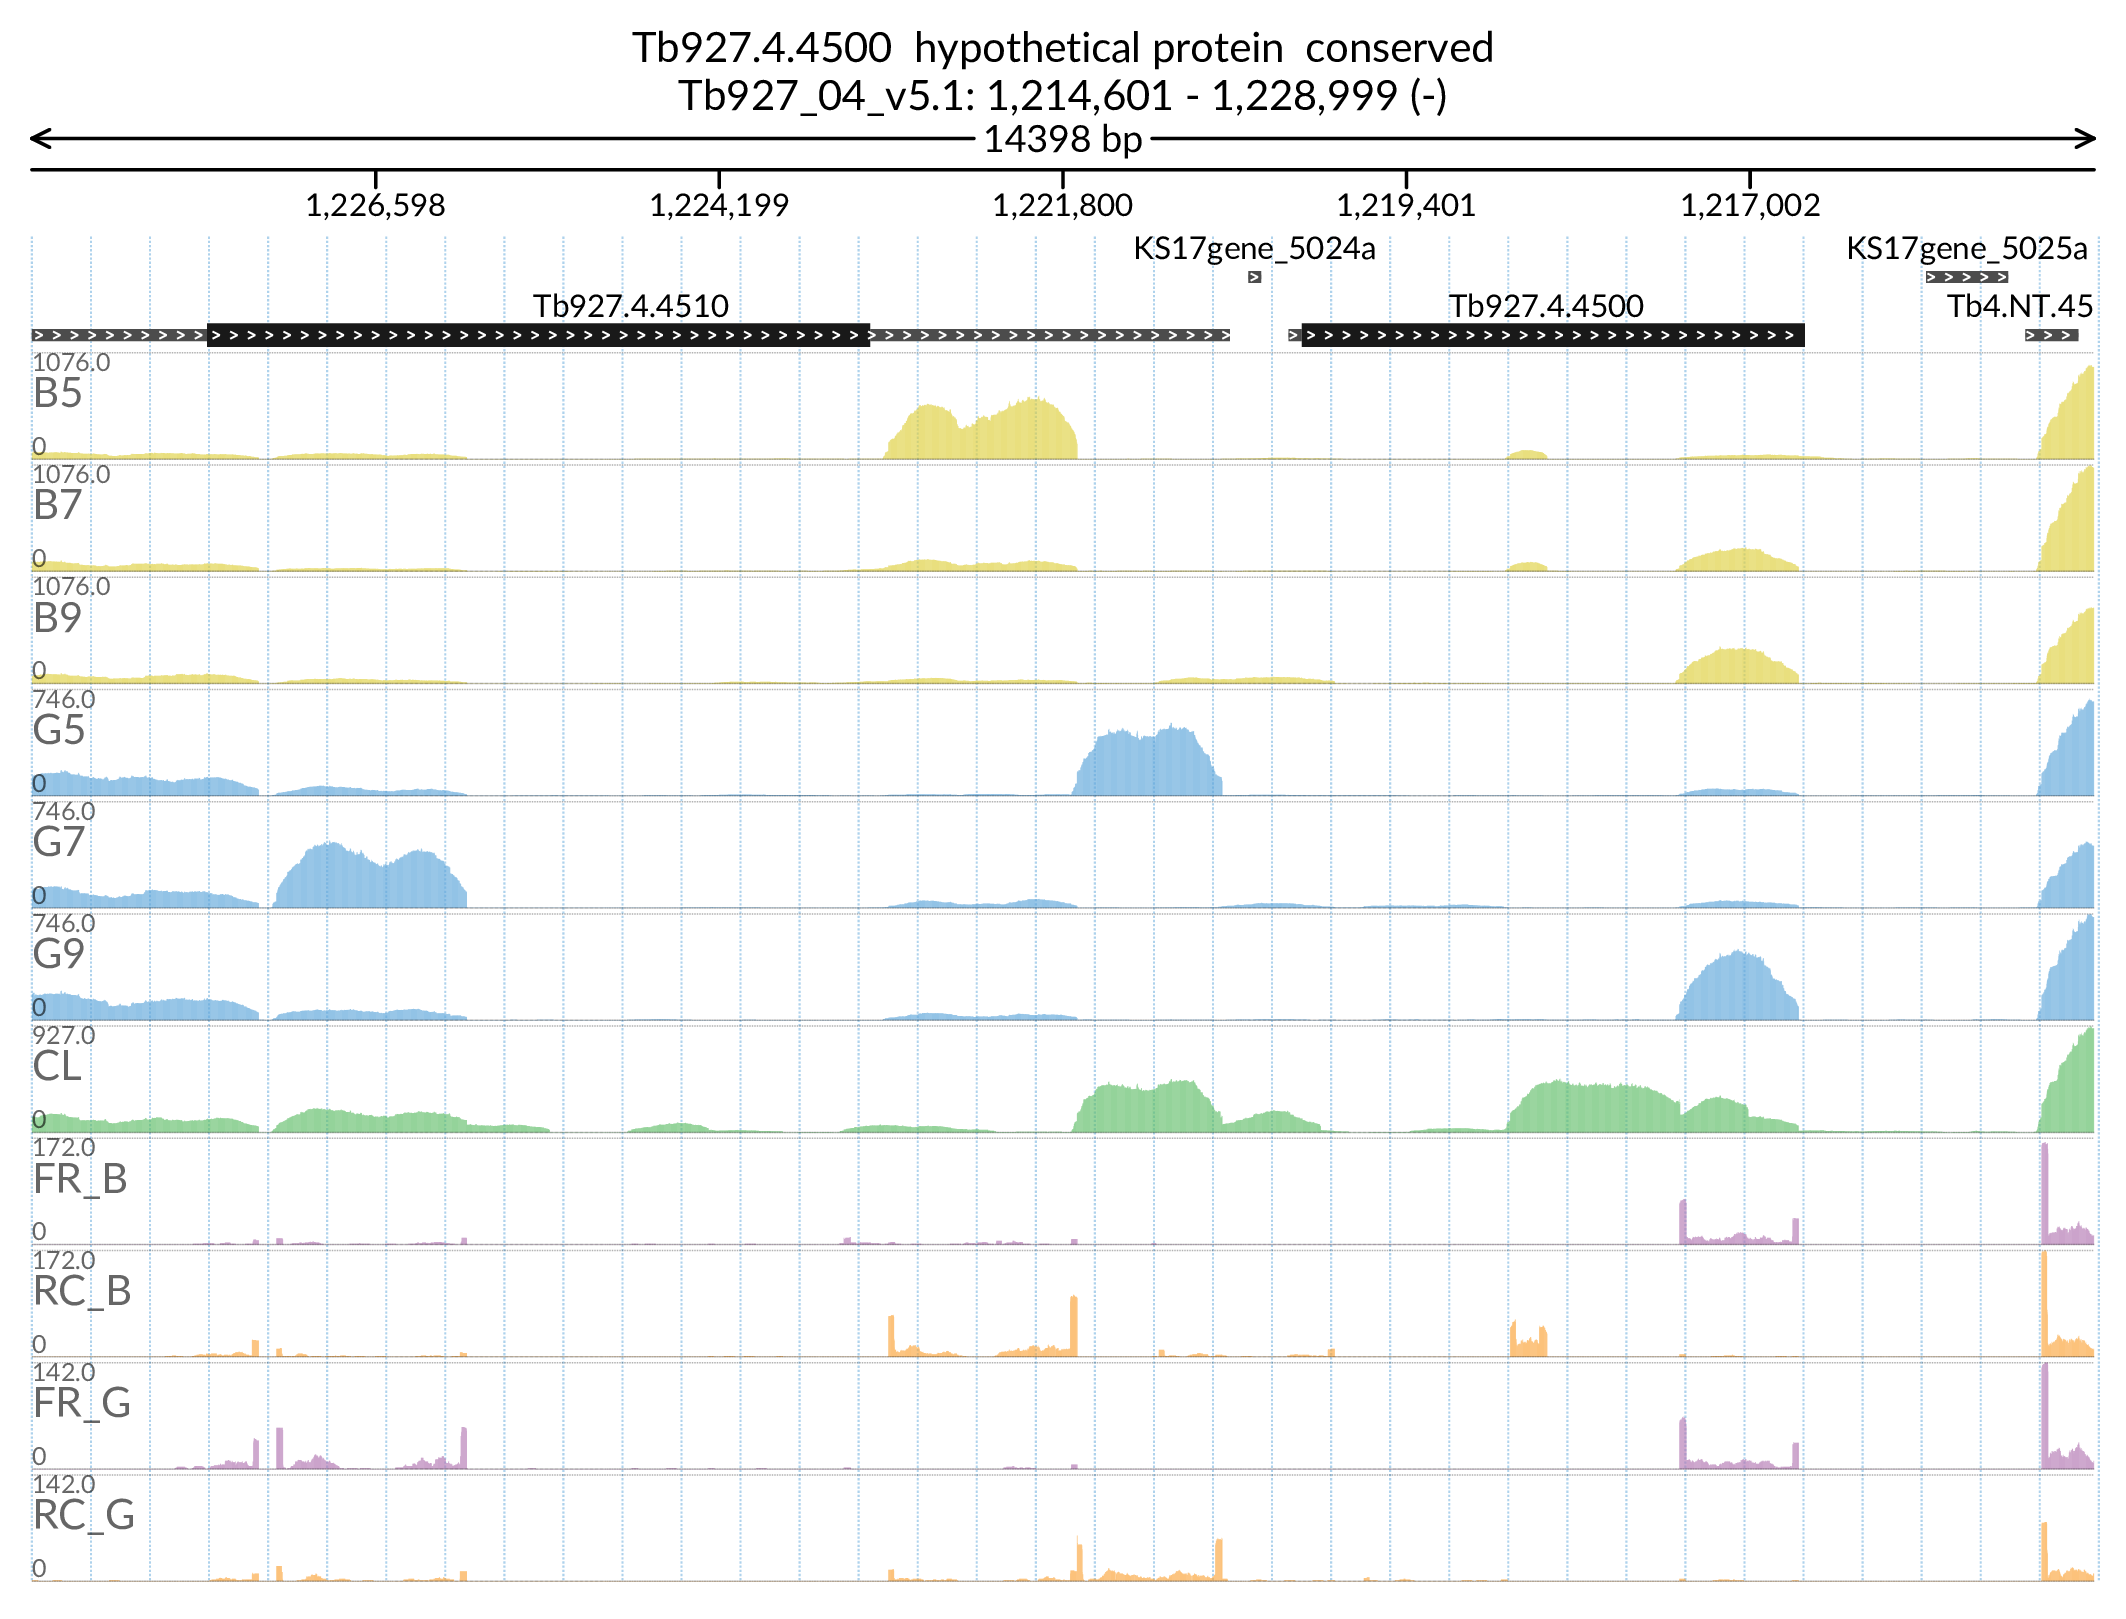 Tb927.4.4500  hypothetical protein  conserved
Tb927_04_v5.1: 1,214,601 - 1,228,999 (-)
14398 bp
1,226,598 1,224,199 1,221,800 1,219,401 1,217,002
KS17gene_5024a KS17gene_5025a
Tb927.4.4510 Tb927.4.4500 Tb4.NT.45
1076.0
B5
0
1076.0
B7
0
1076.0
B9
0
746.0
G5
0
746.0
G7
0
746.0
G9
0
927.0
CL
0
172.0
FR_B
0
172.0
RC_B
0
142.0
FR_G
0
142.0
RC_G
0